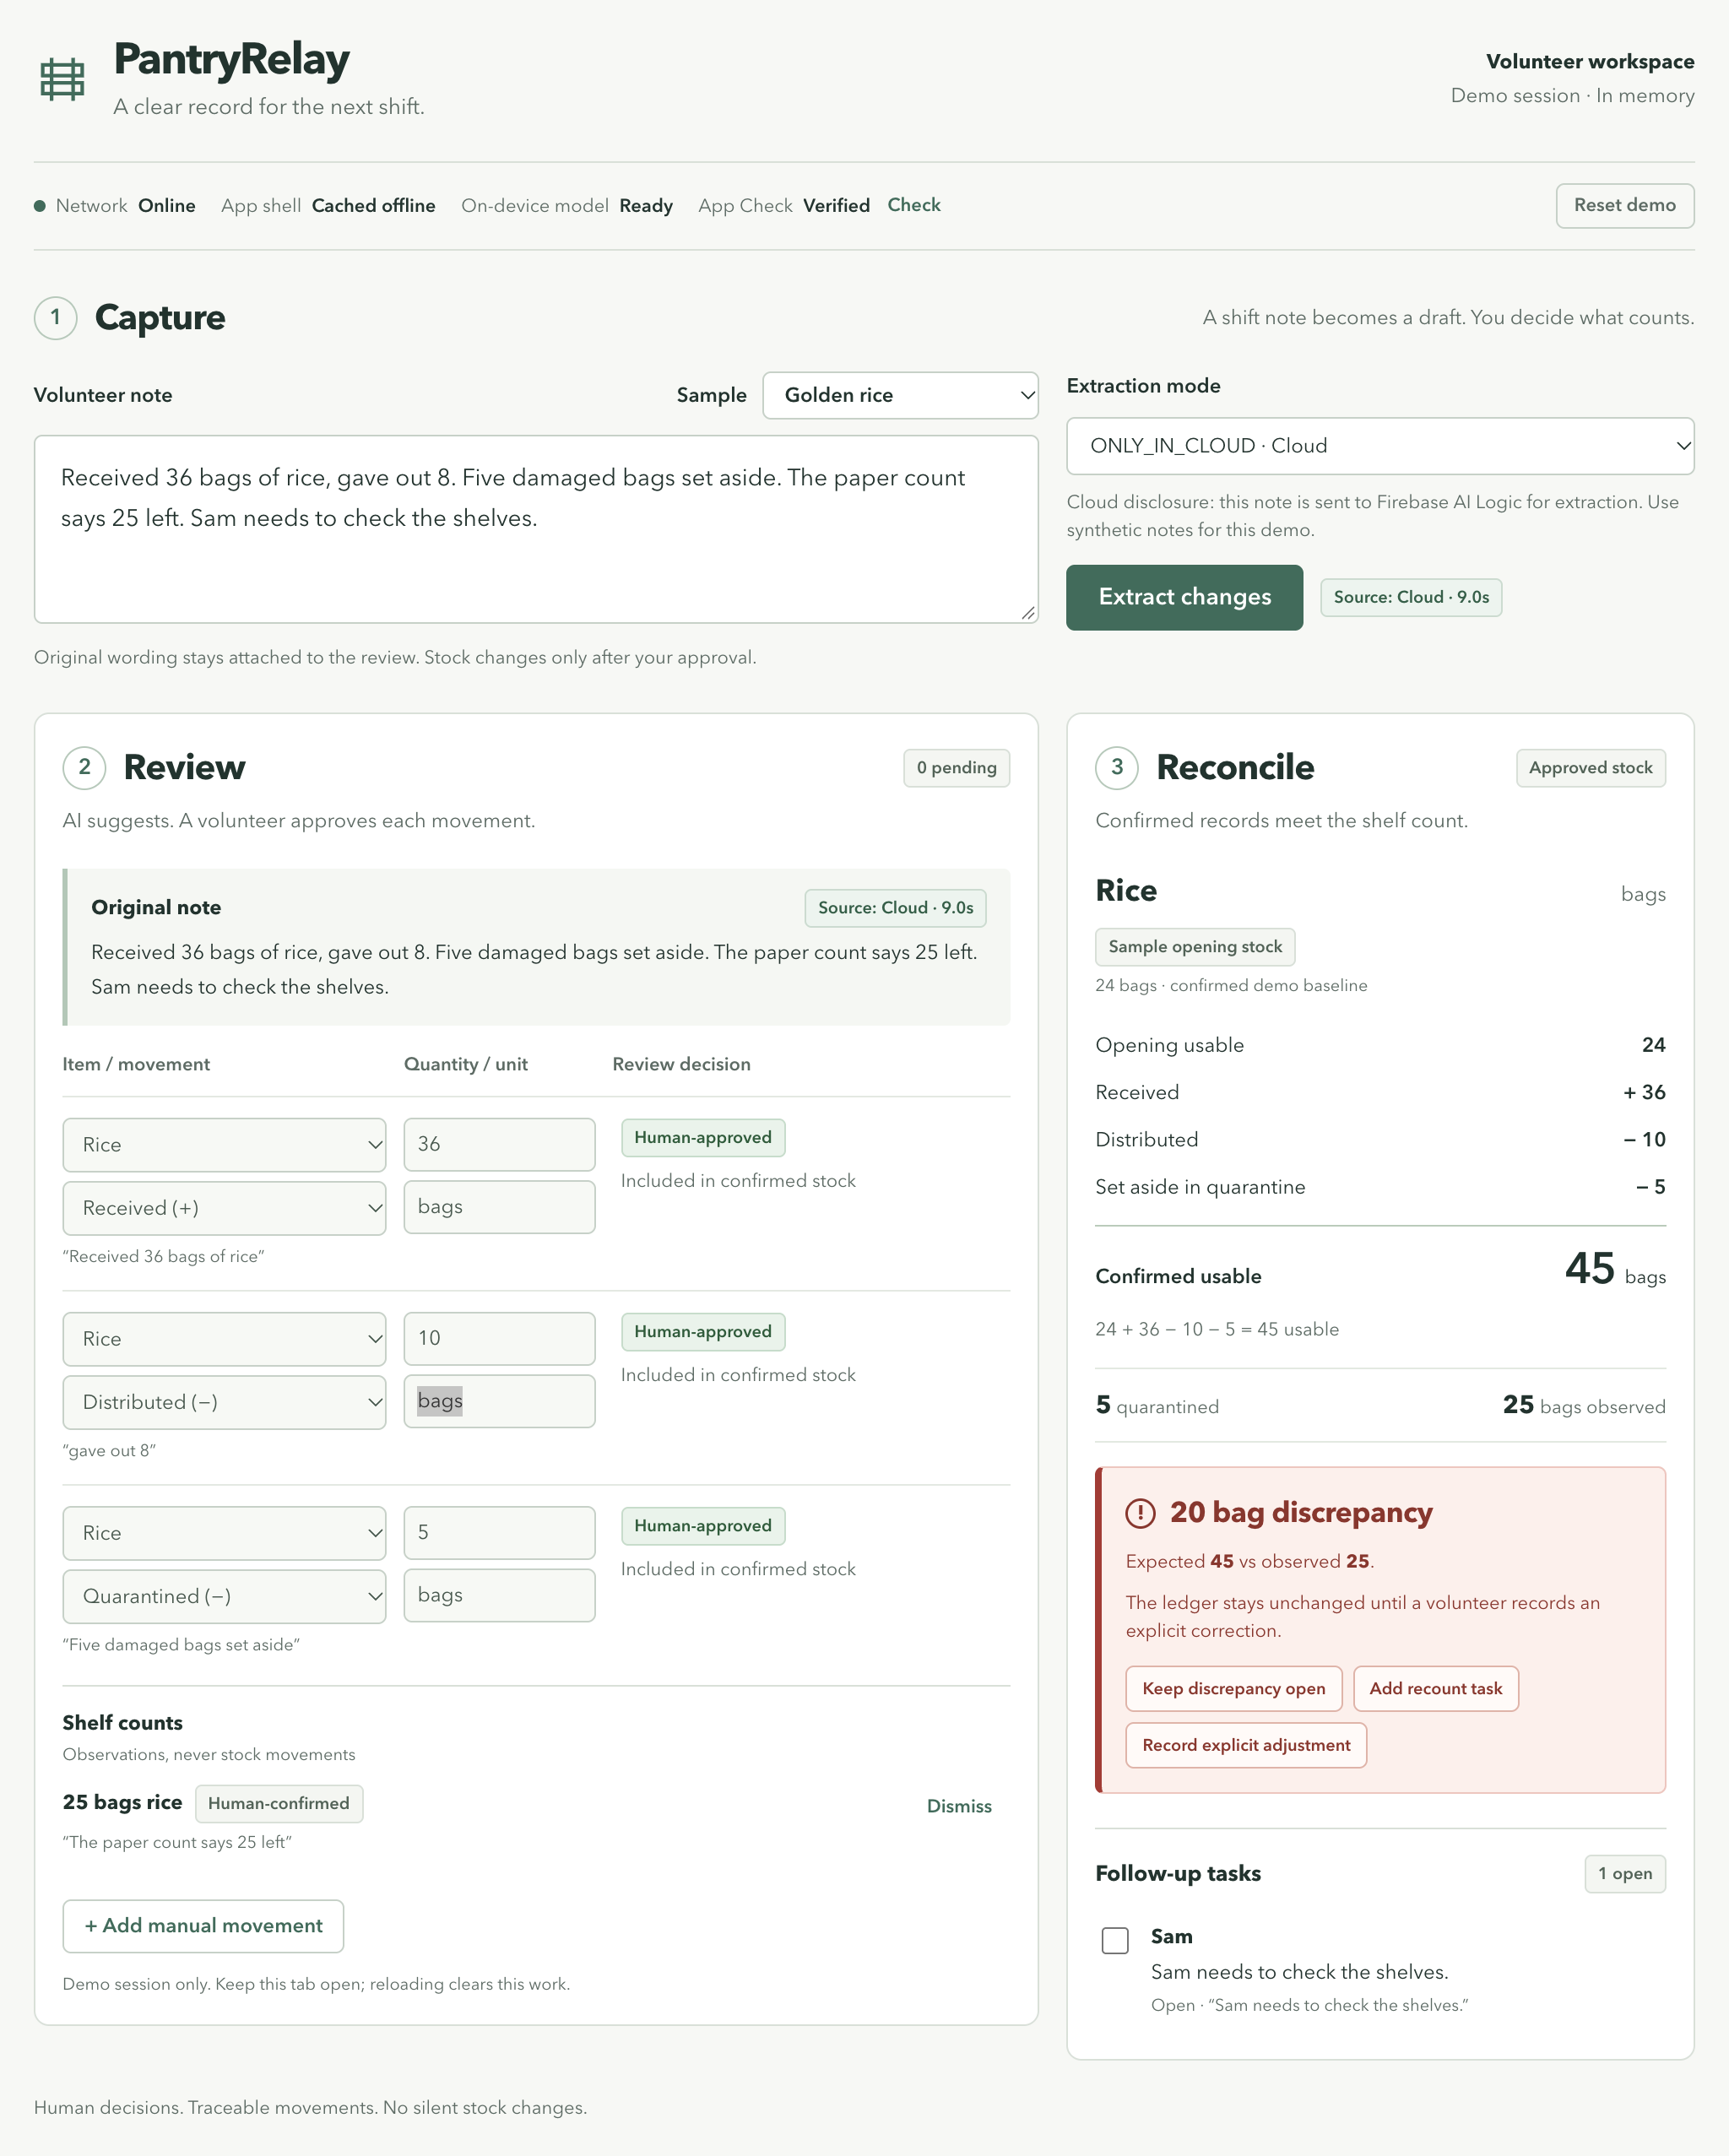 PantryRelay
A clear record for the next shift.
Volunteer workspace
Demo session · In memory
Network Online App shell Cached offline On-device model Ready App Check Verified Check
Reset demo
1 Capture
A shift note becomes a draft. You decide what counts.
Volunteer note
Sample Golden rice
Received 36 bags of rice, gave out 8. Five damaged bags set aside. The paper count
says 25 left. Sam needs to check the shelves.
Original wording stays attached to the review. Stock changes only after your approval.
Extraction mode
ONLY_IN_CLOUD · Cloud
Cloud disclosure: this note is sent to Firebase AI Logic for extraction. Use
synthetic notes for this demo.
Extract changes
Source: Cloud · 9.0s
2 Review
0 pending
AI suggests. A volunteer approves each movement.
Original note
Source: Cloud · 9.0s
Received 36 bags of rice, gave out 8. Five damaged bags set aside. The paper count says 25 left.
Sam needs to check the shelves.
Item / movement Quantity / unit Review decision
Rice 36 Human-approved
Received (+) bags Included in confirmed stock
“Received 36 bags of rice”
Rice 10 Human-approved
Distributed (−) bags Included in confirmed stock
“gave out 8”
Rice 5 Human-approved
Quarantined (−) bags Included in confirmed stock
“Five damaged bags set aside”
Shelf counts
Observations, never stock movements
25 bags rice Human-confirmed Dismiss
“The paper count says 25 left”
+ Add manual movement
Demo session only. Keep this tab open; reloading clears this work.
3 Reconcile
Approved stock
Confirmed records meet the shelf count.
Rice bags
Sample opening stock
24 bags · confirmed demo baseline
Opening usable 24
Received + 36
Distributed − 10
Set aside in quarantine − 5
Confirmed usable 45 bags
24 + 36 − 10 − 5 = 45 usable
5 quarantined 25 bags observed
20 bag discrepancy
Expected 45 vs observed 25.
The ledger stays unchanged until a volunteer records an
explicit correction.
Keep discrepancy open Add recount task
Record explicit adjustment
Follow-up tasks 1 open
Sam
Sam needs to check the shelves.
Open · “Sam needs to check the shelves.”
Human decisions. Traceable movements. No silent stock changes.